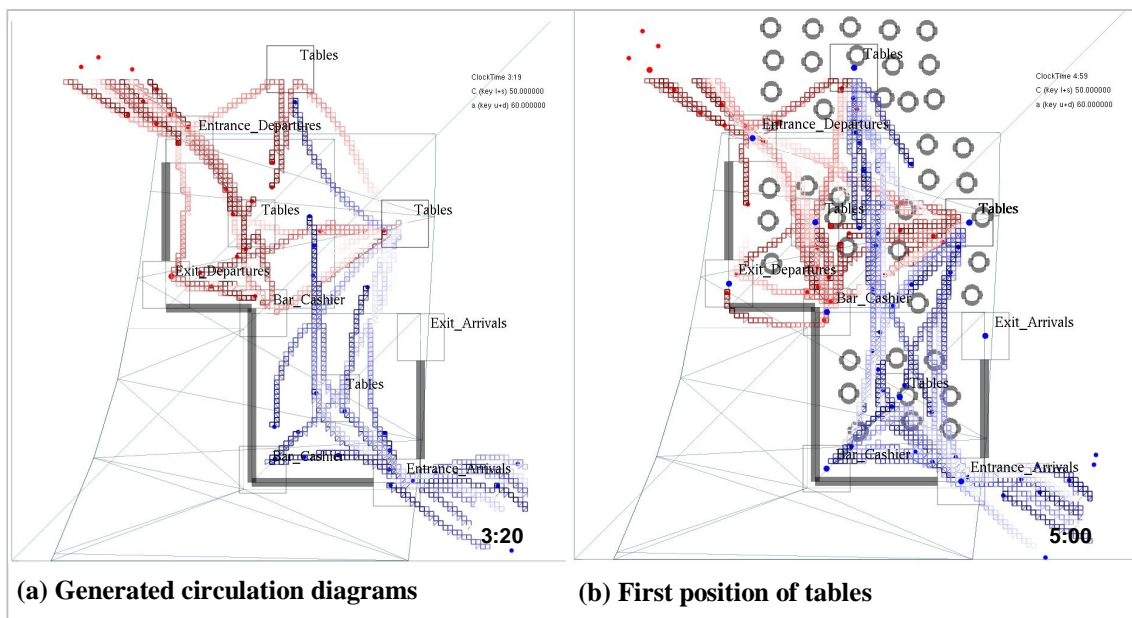 Tables
ClockTime 3:19
C (key l+s) 50.000000
a (key u+d) 60.000000
Entrance_Departures
Tables
Tables
Exit_Departures
Bar_Cashier
Exit_Arrivals
Tables
Bar_Cashier
Entrance_Arrivals
3:20
(a) Generated circulation diagrams
Tables
ClockTime 4:59
C (key l+s) 50.000000
a (key u+d) 60.000000
Entrance_Departures
Tables
Tables
Exit_Departures
Bar_Cashier
Exit_Arrivals
Tables
Bar_Cashier
Entrance_Arrivals
5:00
(b) First position of tables